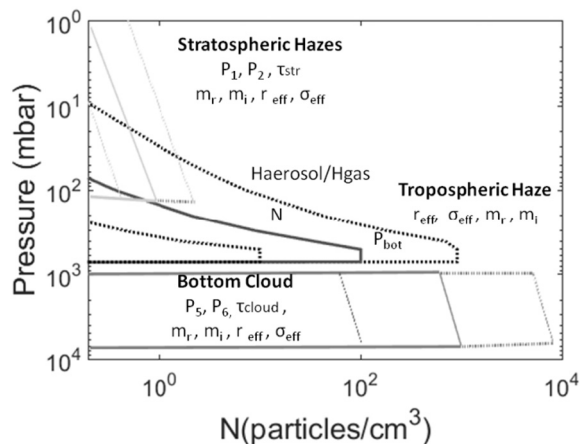 10⁰
Stratospheric Hazes
P₁, P₂, τstr
mᵣ, mᵢ, r eff, σeff
10¹
Haerosol/Hgas
10²
Tropospheric Haze
N
reff, σeff, mᵣ, mᵢ
Pbot
10³
Bottom Cloud
P₅, P₆, τcloud,
mᵣ, mᵢ, r eff, σeff
10⁴
Pressure (mbar)
10⁰
10²
10⁴
N(particles/cm³)